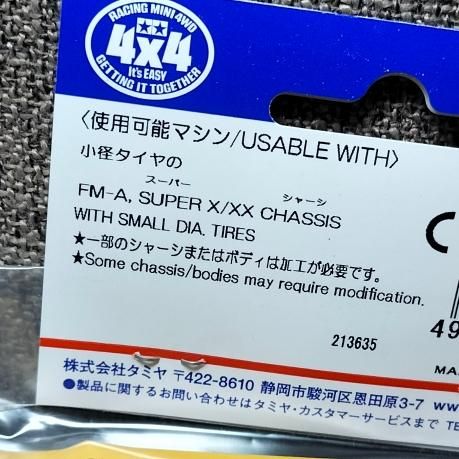 RACING MINI 4WD
4x4
It's EASY
GETTING IT TOGETHER
〈使用可能マシン/USABLE WITH〉
小径タイヤの
スーパー シャーシ
FM-A, SUPER X/XX CHASSIS
WITH SMALL DIA. TIRES
★一部のシャーシまたはボディは加工が必要です。
★Some chassis/bodies may require modification.
213635
49
MA
株式会社タミヤ 〒422-8610 静岡市駿河区恩田原3-7 ww
●製品に関するお問い合わせはタミヤ・カスタマーサービスまで TE